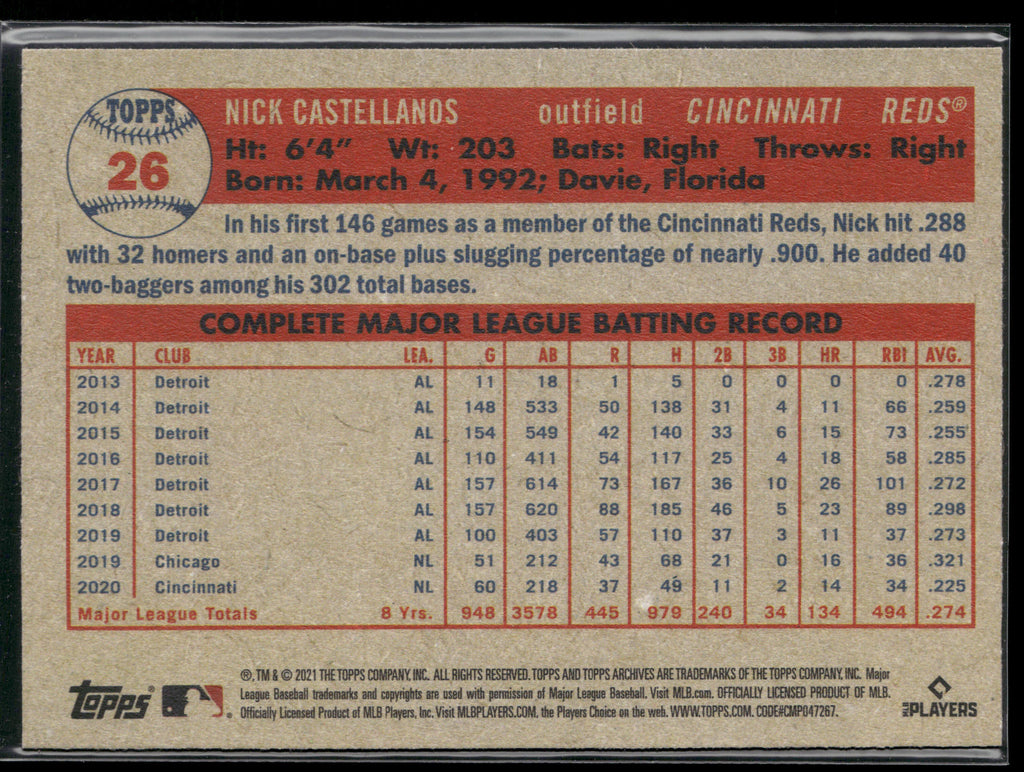 TOPPS
26
NICK CASTELLANOS outfield CINCINNATI REDS®
Ht: 6'4" Wt: 203 Bats: Right Throws: Right
Born: March 4, 1992; Davie, Florida
In his first 146 games as a member of the Cincinnati Reds, Nick hit .288
with 32 homers and an on-base plus slugging percentage of nearly .900. He added 40
two-baggers among his 302 total bases.
COMPLETE MAJOR LEAGUE BATTING RECORD
YEAR CLUB LEA. G AB R H 2B 3B HR RBI AVG.
2013 Detroit AL 11 18 1 5 0 0 0 0 .278
2014 Detroit AL 148 533 50 138 31 4 11 66 .259
2015 Detroit AL 154 549 42 140 33 6 15 73 .255
2016 Detroit AL 110 411 54 117 25 4 18 58 .285
2017 Detroit AL 157 614 73 167 36 10 26 101 .272
2018 Detroit AL 157 620 88 185 46 5 23 89 .298
2019 Detroit AL 100 403 57 110 37 3 11 37 .273
2019 Chicago NL 51 212 43 68 21 0 16 36 .321
2020 Cincinnati NL 60 218 37 49 11 2 14 34 .225
Major League Totals 8 Yrs. 948 3578 445 979 240 34 134 494 .274
®, TM & © 2021 THE TOPPS COMPANY, INC. ALL RIGHTS RESERVED. TOPPS AND TOPPS ARCHIVES ARE TRADEMARKS OF THE TOPPS COMPANY, INC. Major
League Baseball trademarks and copyrights are used with permission of Major League Baseball. Visit MLB.com. OFFICIALLY LICENSED PRODUCT OF MLB.
Officially Licensed Product of MLB Players, Inc. Visit MLBPLAYERS.COM, the Players Choice on the web. WWW.TOPPS.COM. CODE#CMP047267.
topps®
MLB PLAYERS